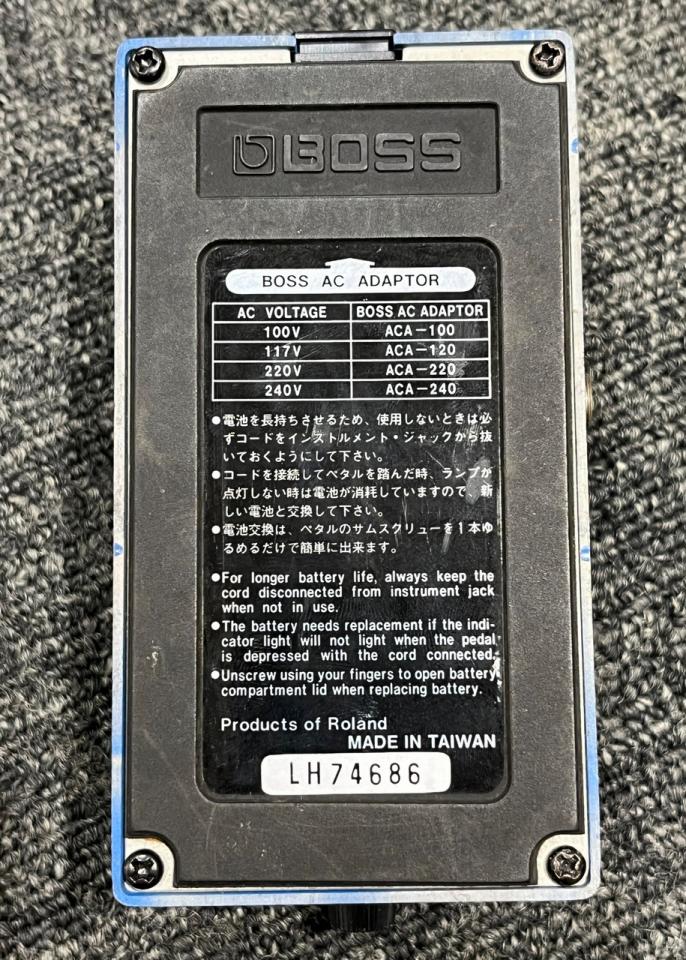 BOSS
BOSS AC ADAPTOR
AC VOLTAGE BOSS AC ADAPTOR
100V ACA-100
117V ACA-120
220V ACA-220
240V ACA-240
●電池を長持ちさせるため、使用しないときは必
ずコードをインストルメント・ジャックから抜
いておくようにして下さい。
●コードを接続してペタルを踏んだ時、ランプが
点灯しない時は電池が消耗していますので、新
しい電池と交換して下さい。
●電池交換は、ペタルのサムスクリューを1本ゆ
るめるだけで簡単に出来ます。
●For longer battery life, always keep the
cord disconnected from instrument jack
when not in use.
●The battery needs replacement if the indi-
cator light will not light when the pedal
is depressed with the cord connected.
●Unscrew using your fingers to open battery
compartment lid when replacing battery.
Products of Roland
MADE IN TAIWAN
LH74686